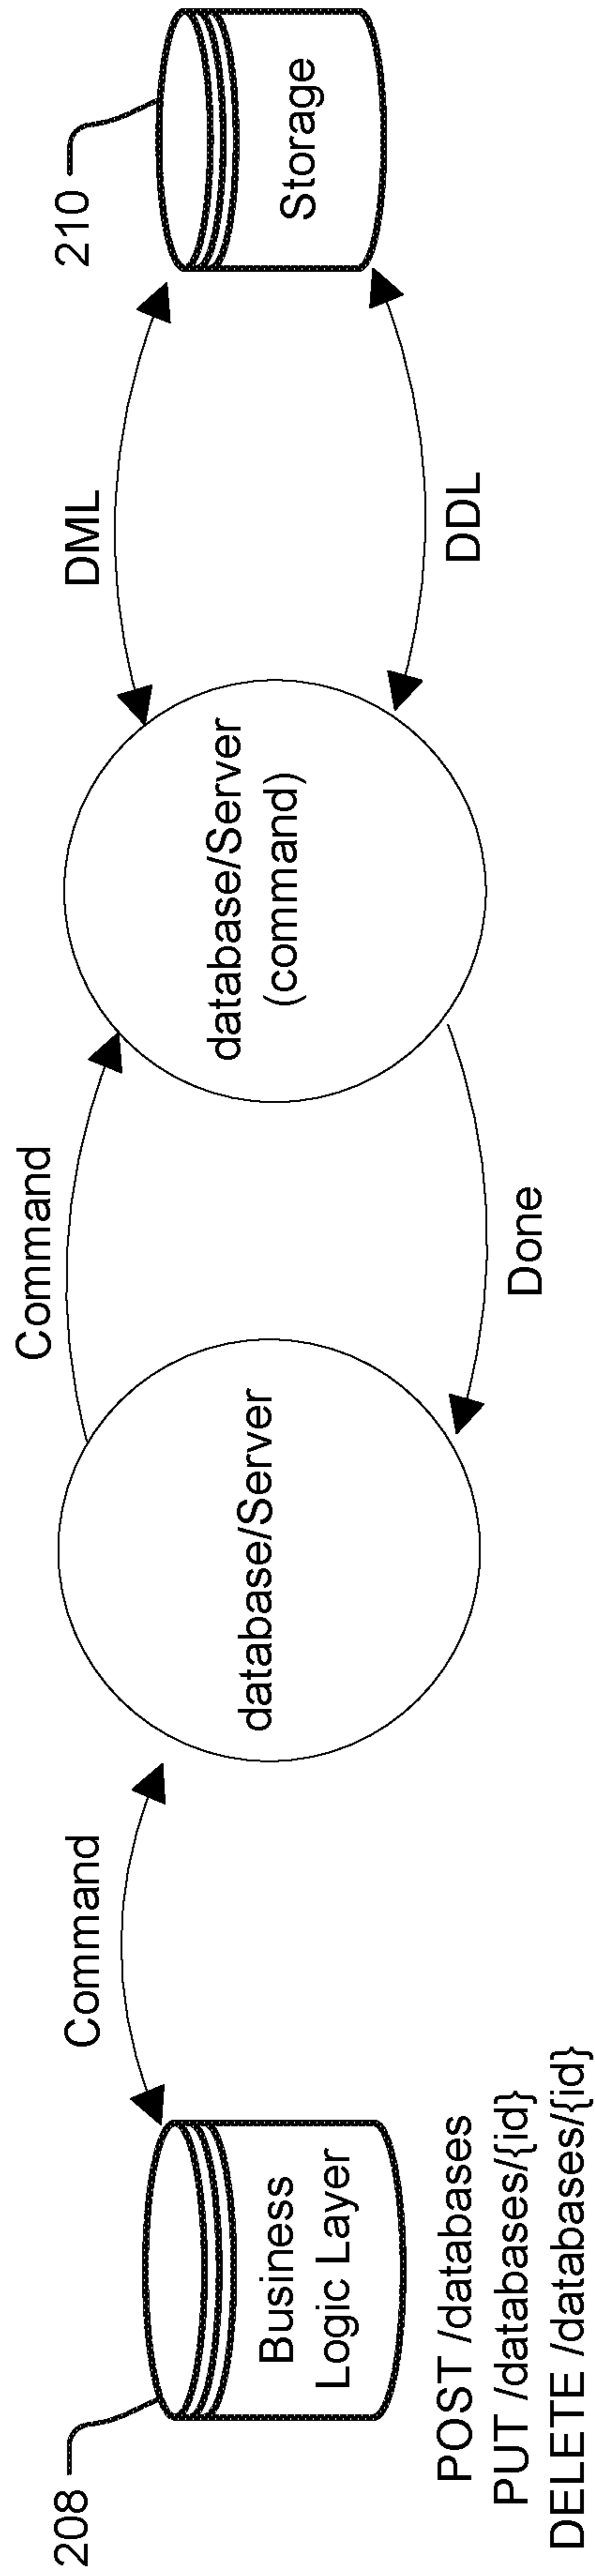 208
Business
Logic Layer
POST /databases
PUT /databases/{id}
DELETE /databases/{id}
Command
database/Server
Command
Done
database/Server
(command)
DML
DDL
210
Storage